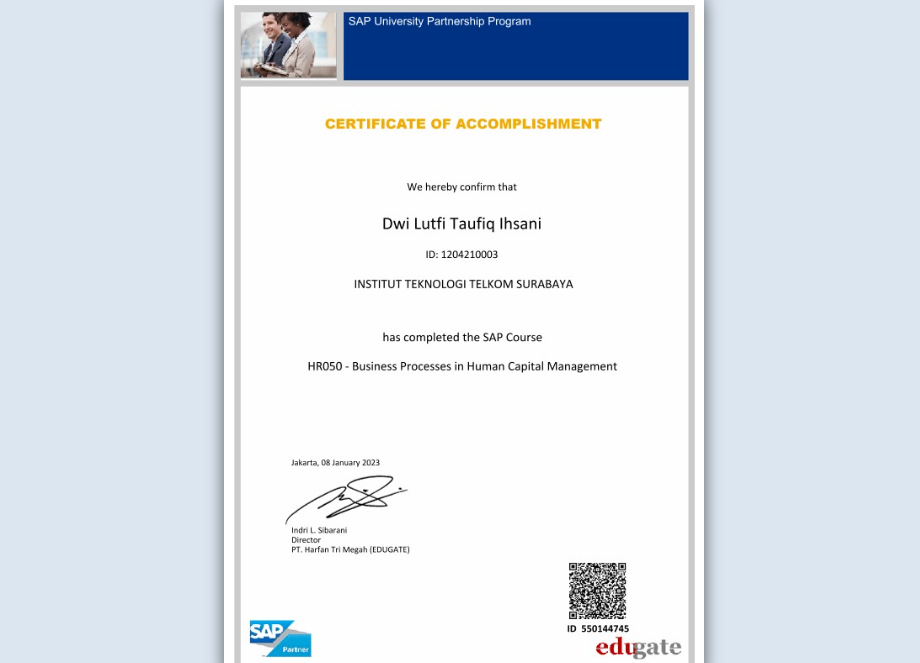 SAP University Partnership Program
CERTIFICATE OF ACCOMPLISHMENT
We hereby confirm that
Dwi Lutfi Taufiq Ihsani
ID: 1204210003
INSTITUT TEKNOLOGI TELKOM SURABAYA
has completed the SAP Course
HR050 - Business Processes in Human Capital Management
Jakarta, 08 January 2023
Indri L. Sibarani
Director
PT. Harfan Tri Megah (EDUGATE)
ID 550144745
SAP
Partner
edugate